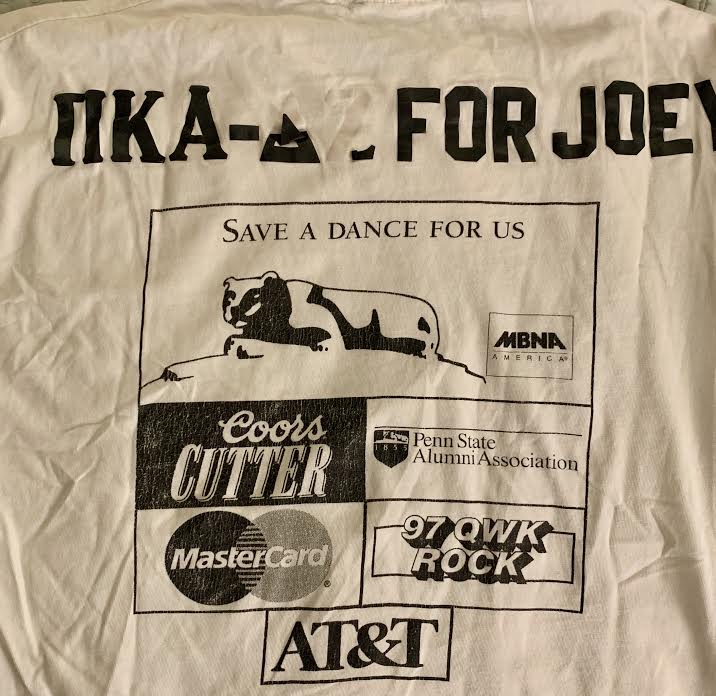 ΠΚΑ-Δ FOR JOEY
SAVE A DANCE FOR US
MBNA
AMERICA®
Coors
CUTTER
1855
Penn State
Alumni Association
97 QWK
ROCK
MasterCard®
AT&T